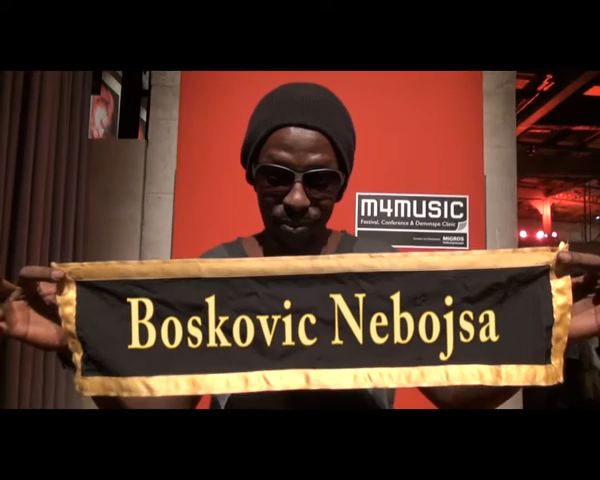 m4music
Festival, Conference & Demotape Clinic
MIGROS
Boskovic Nebojsa